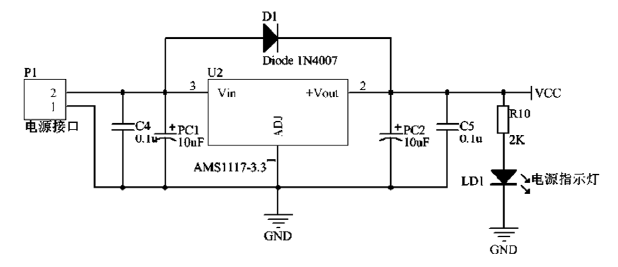 D1
Diode 1N4007
P1
2
1
电源接口
U2
3
Vin
+Vout
2
ADJ
1
AMS1117-3.3
C4
0.1u
PC1
10uF
PC2
10uF
C5
0.1u
VCC
R10
2K
LD1
电源指示灯
GND
GND